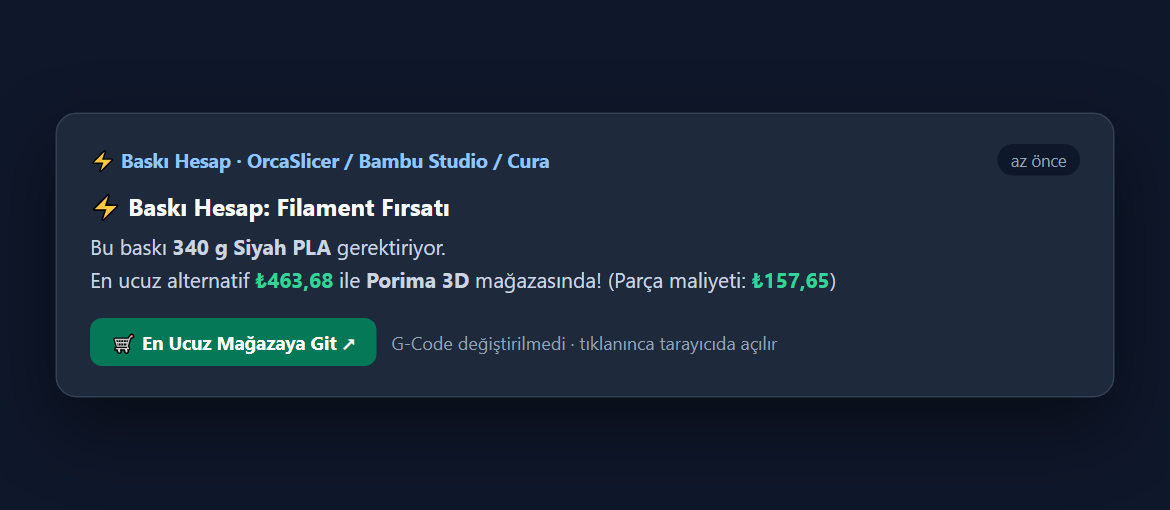 ⚡ Baskı Hesap · OrcaSlicer / Bambu Studio / Cura
az önce
⚡ Baskı Hesap: Filament Fırsatı
Bu baskı 340 g Siyah PLA gerektiriyor.
En ucuz alternatif ₺463,68 ile Porima 3D mağazasında! (Parça maliyeti: ₺157,65)
🛒 En Ucuz Mağazaya Git ↗
G-Code değiştirilmedi · tıklanınca tarayıcıda açılır